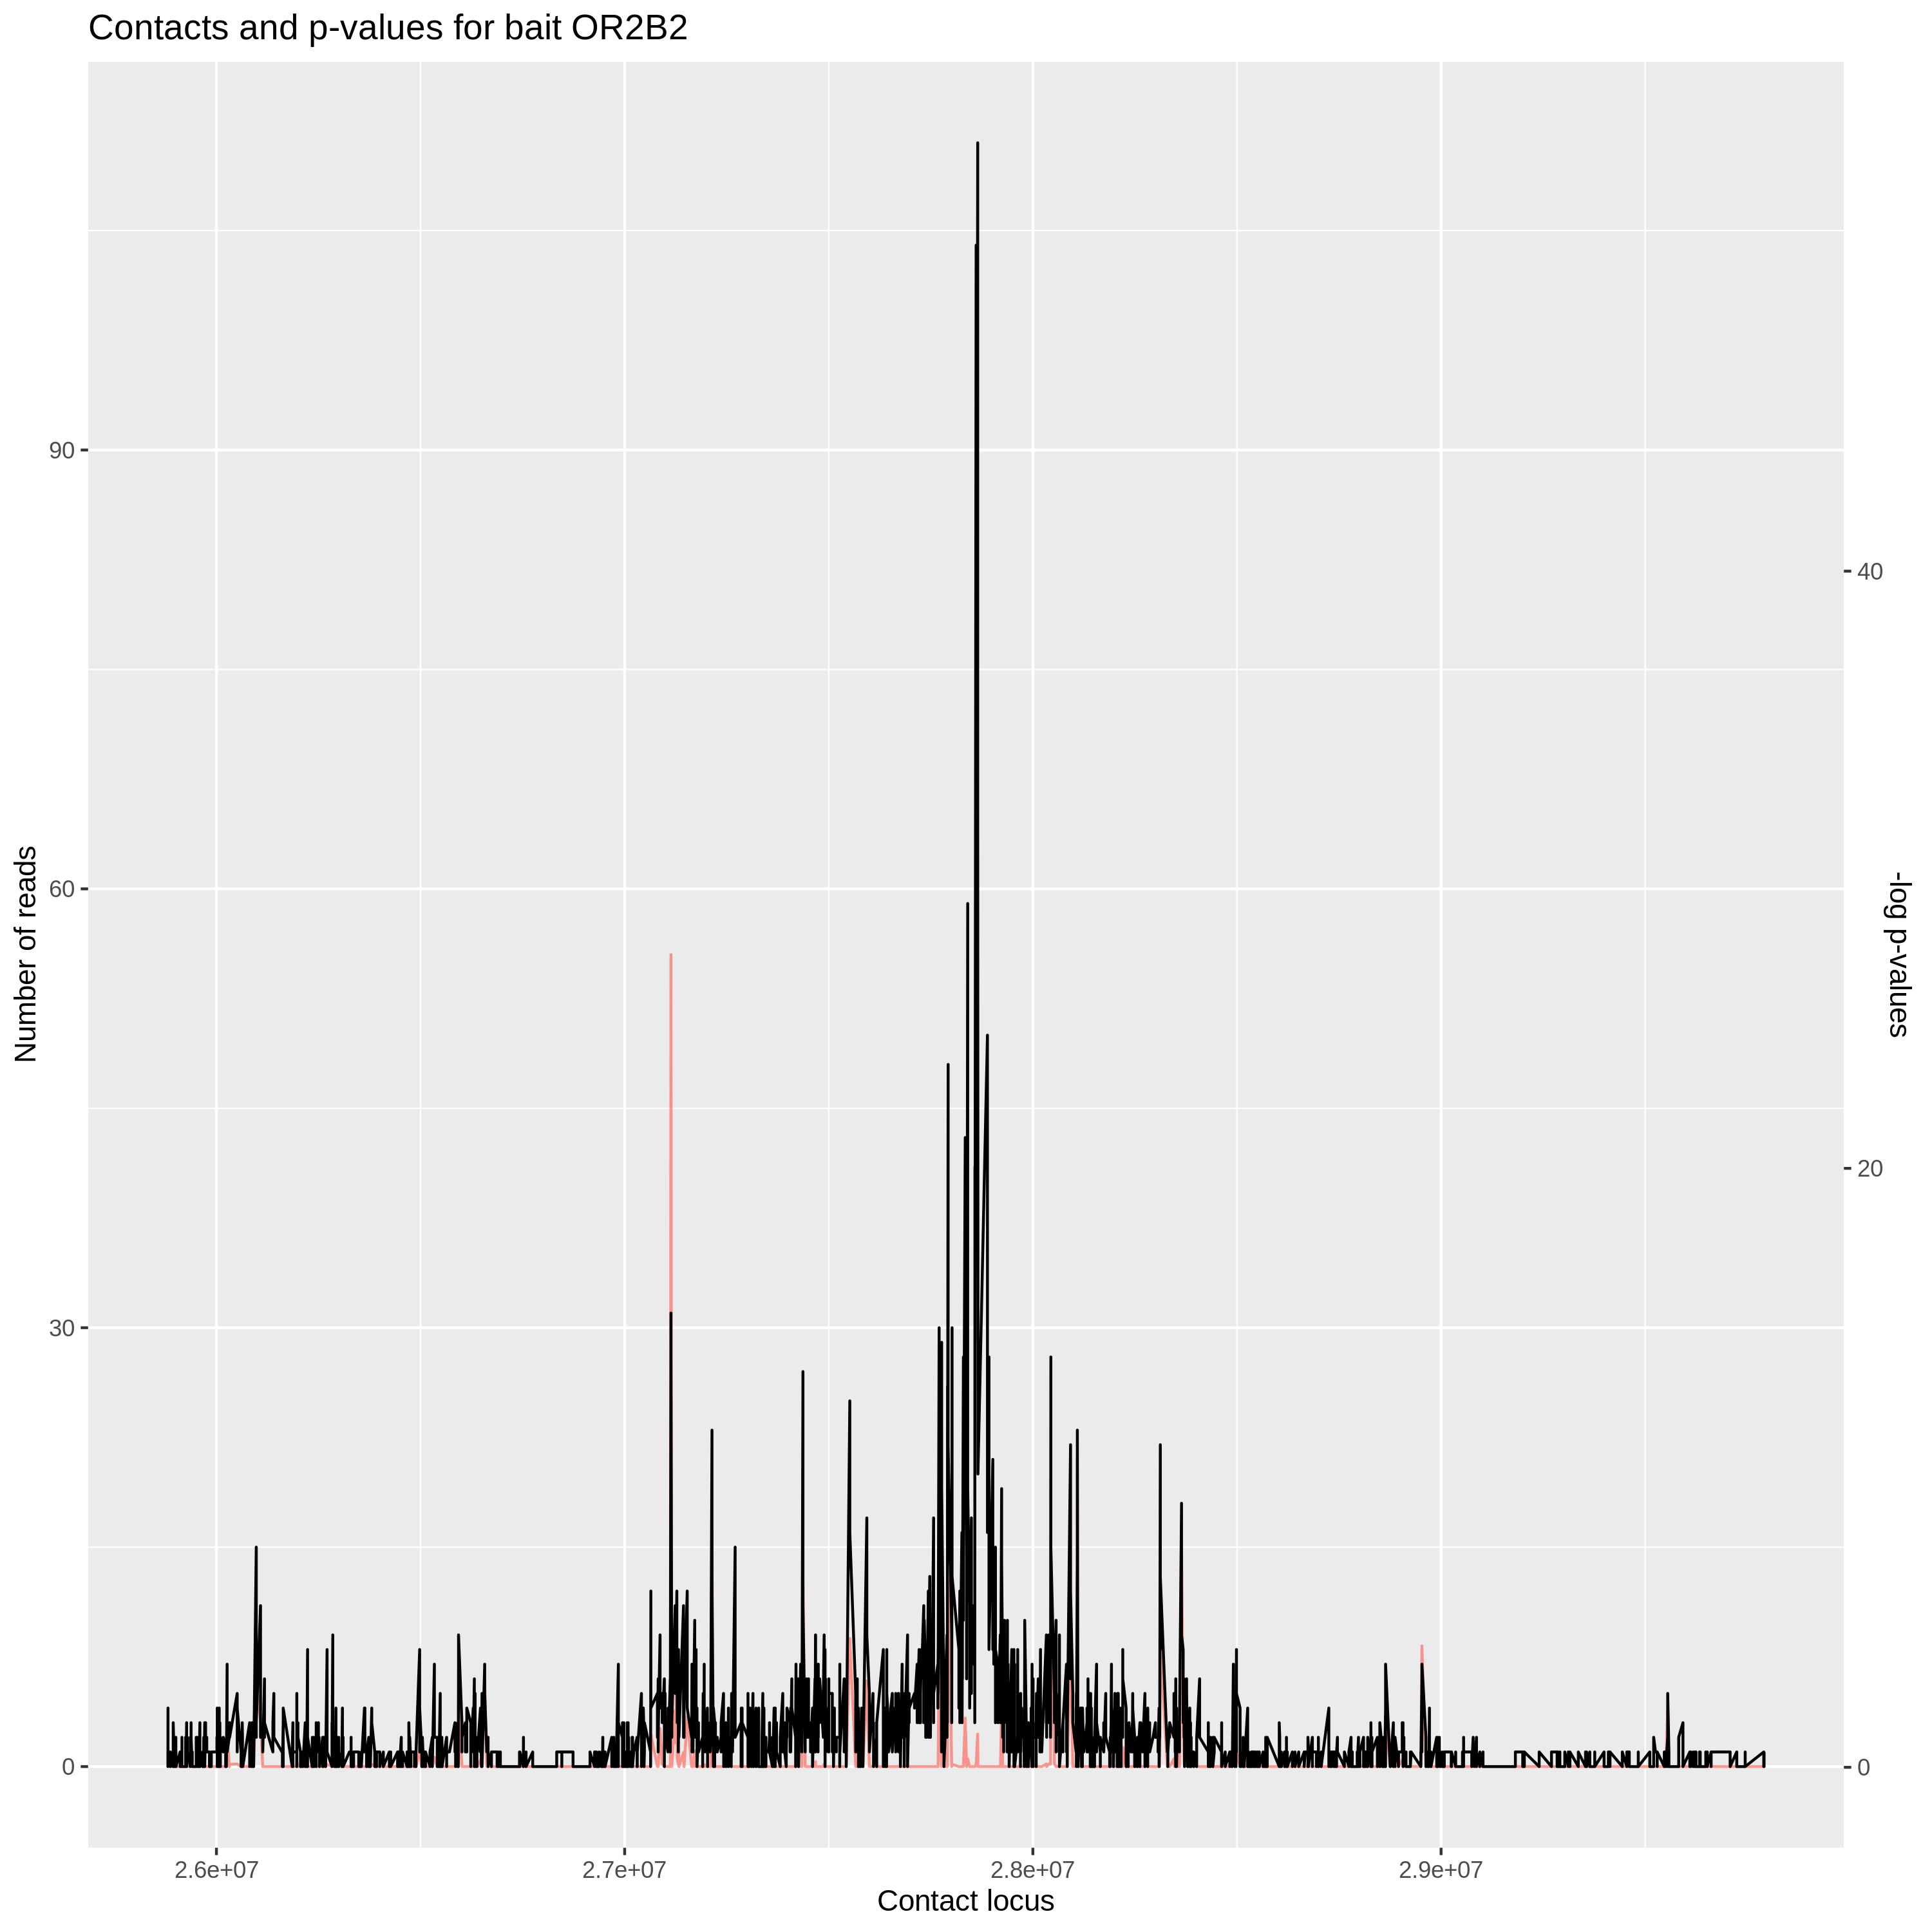 Contacts and p-values for bait OR2B2
90
60
30
0
Number of reads
40
20
0
-log p-values
2.6e+07
2.7e+07
2.8e+07
2.9e+07
Contact locus